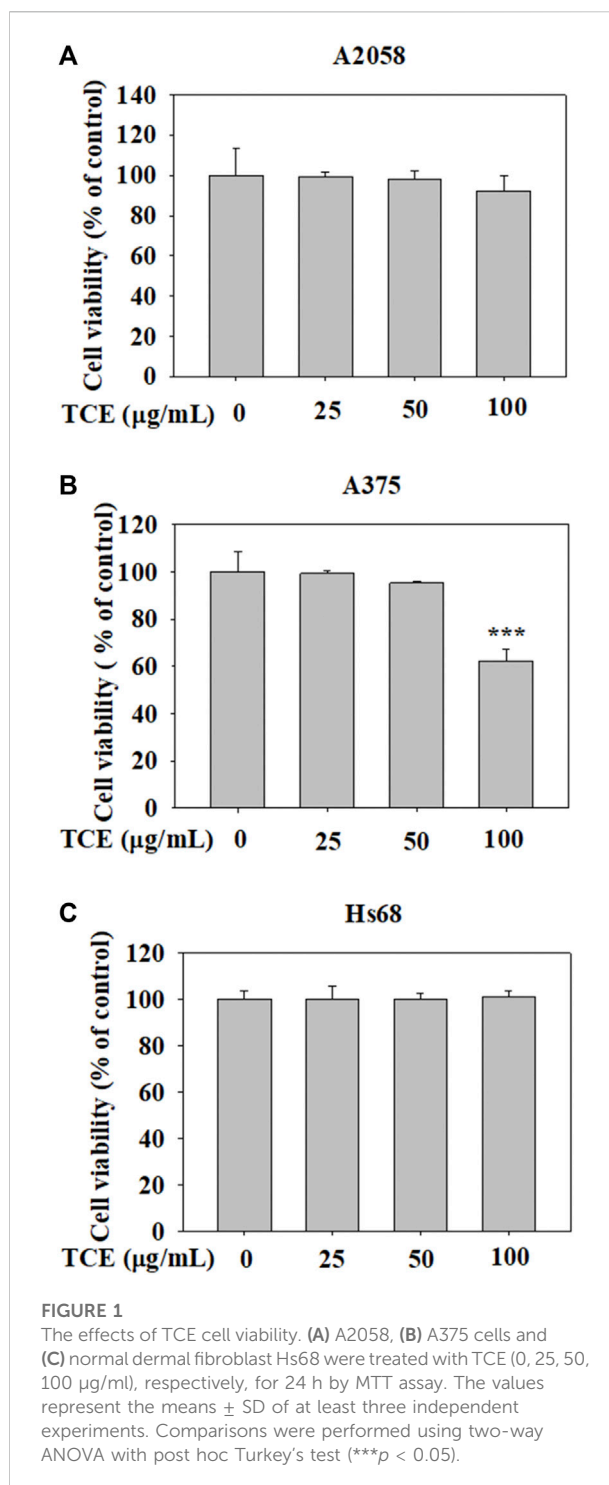 A
A2058
140
120
100
80
60
40
20
0
Cell viability (% of control)
TCE (μg/mL) 0 25 50 100
B
A375
120
100
80
60
40
20
0
Cell viability ( % of control)
***
TCE (μg/mL) 0 25 50 100
C
Hs68
120
100
80
60
40
20
0
Cell viability (% of control)
TCE (μg/mL) 0 25 50 100
FIGURE 1
The effects of TCE cell viability. (A) A2058, (B) A375 cells and
(C) normal dermal fibroblast Hs68 were treated with TCE (0, 25, 50,
100 μg/ml), respectively, for 24 h by MTT assay. The values
represent the means ± SD of at least three independent
experiments. Comparisons were performed using two-way
ANOVA with post hoc Turkey's test (***p < 0.05).